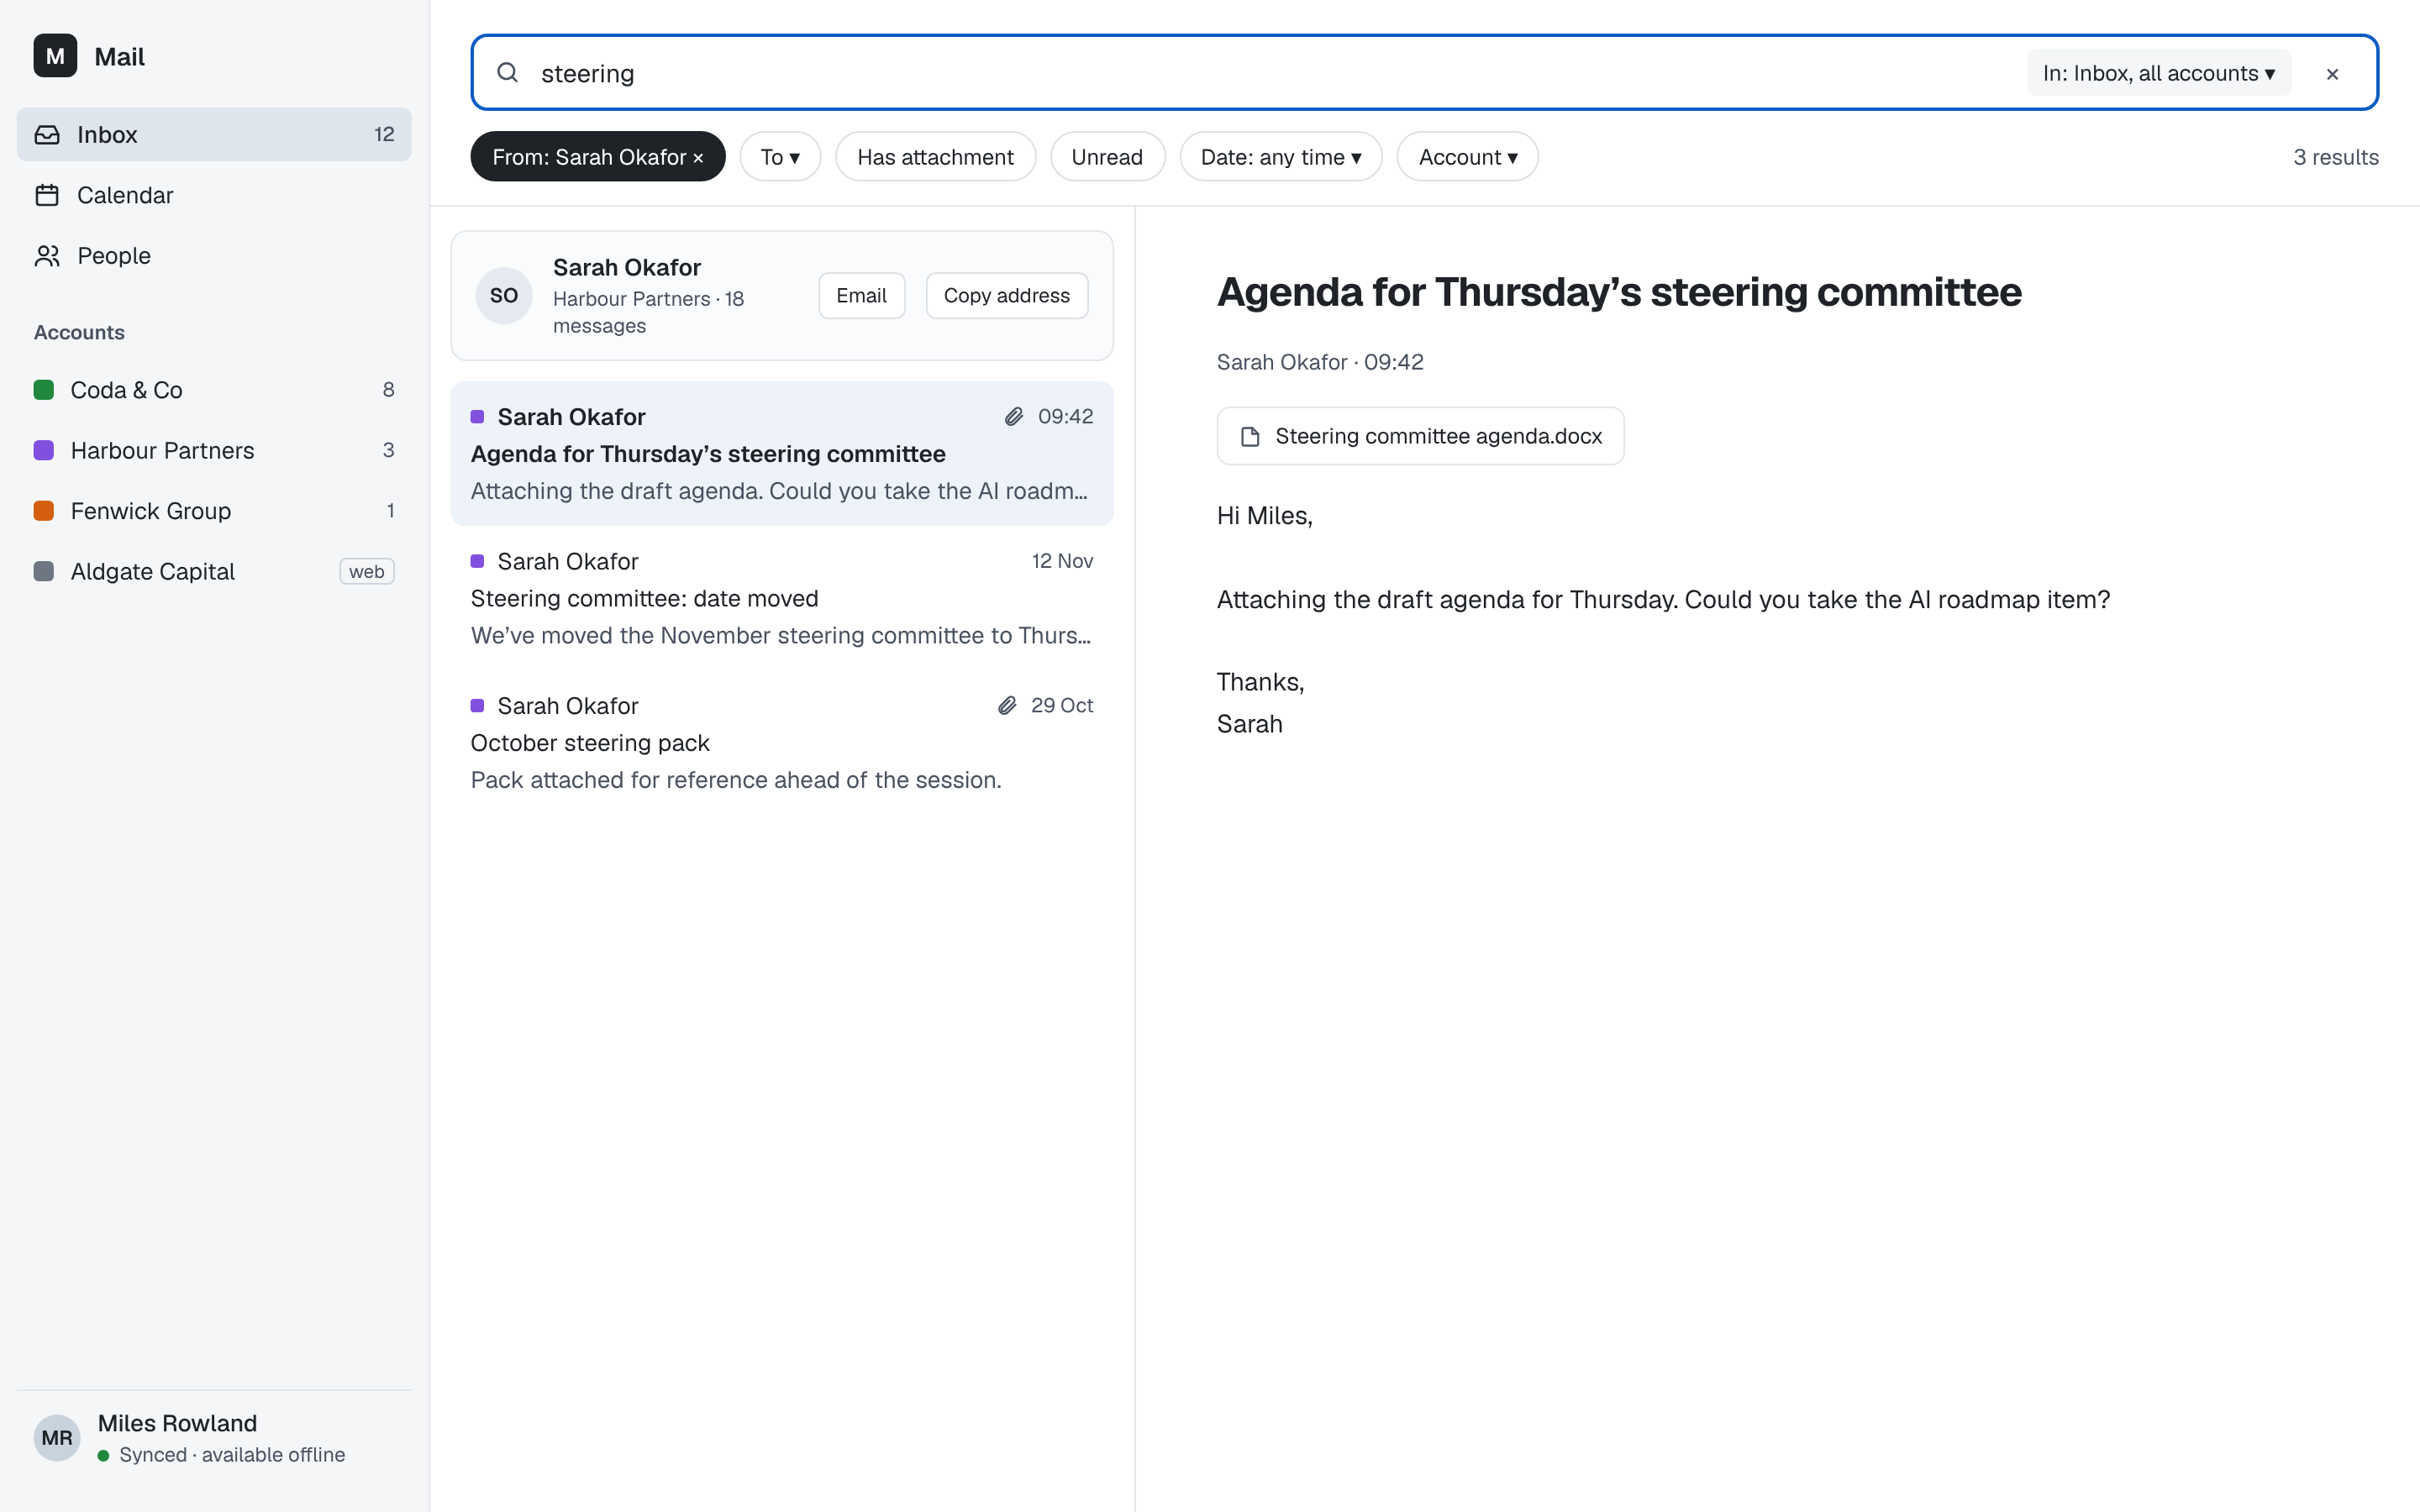 M Mail
Inbox 12
Calendar
People
Accounts
Coda & Co 8
Harbour Partners 3
Fenwick Group 1
Aldgate Capital web
MR Miles Rowland
Synced · available offline
steering In: Inbox, all accounts ▾ ×
From: Sarah Okafor × To ▾ Has attachment Unread Date: any time ▾ Account ▾ 3 results
SO
Sarah Okafor
Harbour Partners · 18
messages
Email Copy address
Sarah Okafor 09:42
Agenda for Thursday’s steering committee
Attaching the draft agenda. Could you take the AI roadm…
Sarah Okafor 12 Nov
Steering committee: date moved
We’ve moved the November steering committee to Thurs…
Sarah Okafor 29 Oct
October steering pack
Pack attached for reference ahead of the session.
Agenda for Thursday’s steering committee
Sarah Okafor · 09:42
Steering committee agenda.docx
Hi Miles,
Attaching the draft agenda for Thursday. Could you take the AI roadmap item?
Thanks,
Sarah